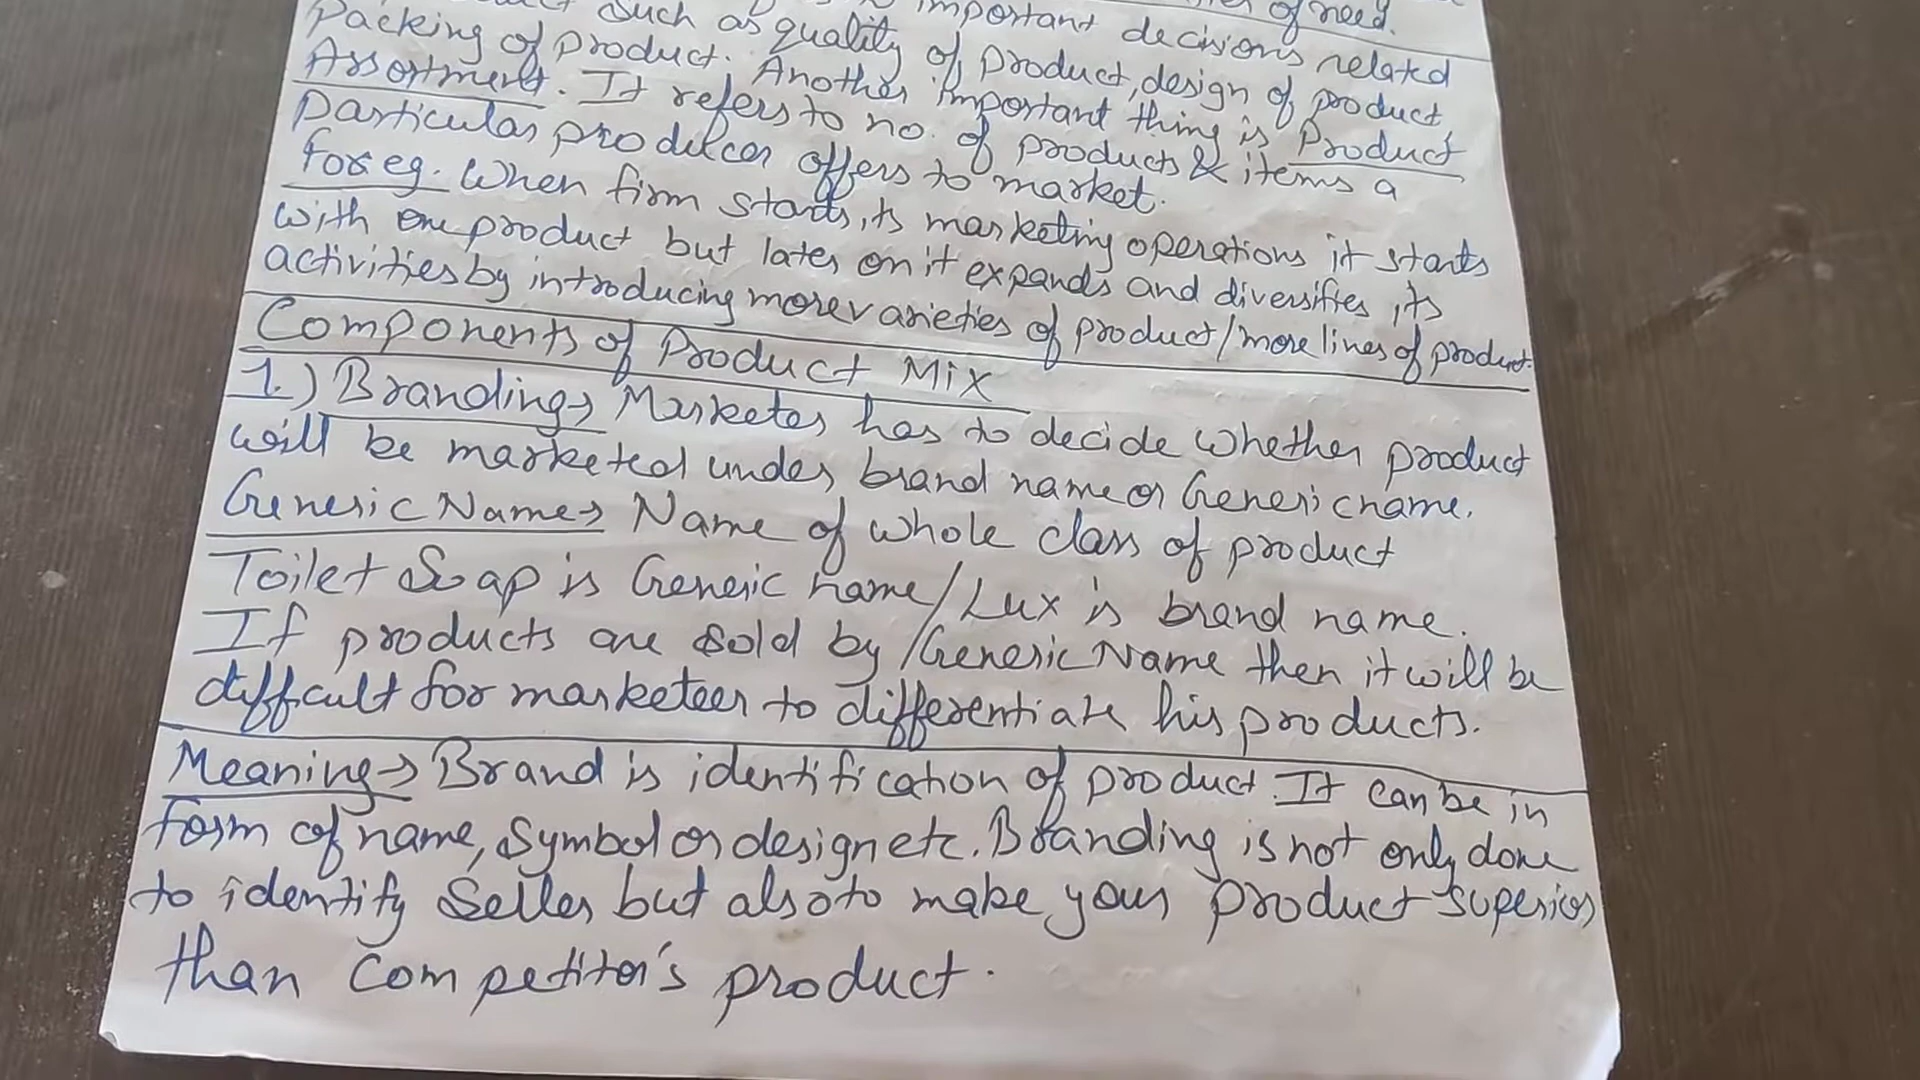 of need.
such as important decisions related
Packing of product. quality of product, design of product,
Assortment. Another important thing is Product
It refers to no. of products & items a
particular producer offers to market.
For eg. When firm starts, its marketing operations it starts
with one product but later on it expands and diversifies its
activities by introducing more varieties of product/more lines of product.
Components of Product Mix
1.) Branding→ Marketer has to decide whether product
will be marketed under brand name or Generic name.
Generic Name→ Name of whole class of product
Toilet Soap is Generic name/Lux is brand name.
If products are sold by Generic Name then it will be
difficult for marketeer to differentiate his products.
Meaning→ Brand is identification of product. It can be in
form of name, symbol or design etc. Branding is not only done
to identify seller but also to make your product superior
than competitor's product.